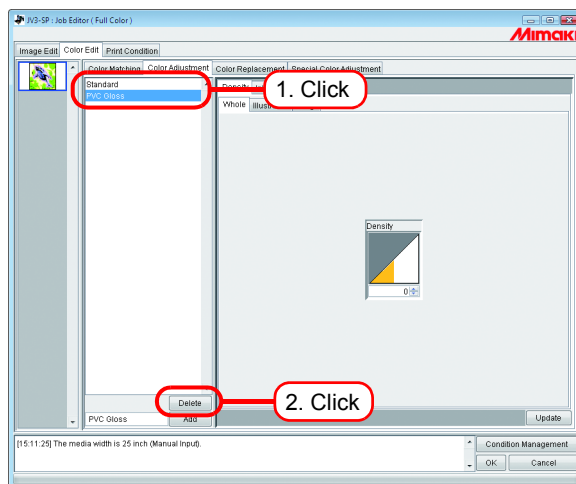 JV3-SP : Job Editor ( Full Color )
Mimaki
Image Edit Color Edit Print Condition
Color Matching Color Adjustment Color Replacement Special Color Adjustment
Standard
PVC Gloss
Density
1. Click
Whole
Density
0
Delete
2. Click
PVC Gloss Add
Update
[15:11:25] The media width is 25 inch (Manual Input).
Condition Management
OK Cancel